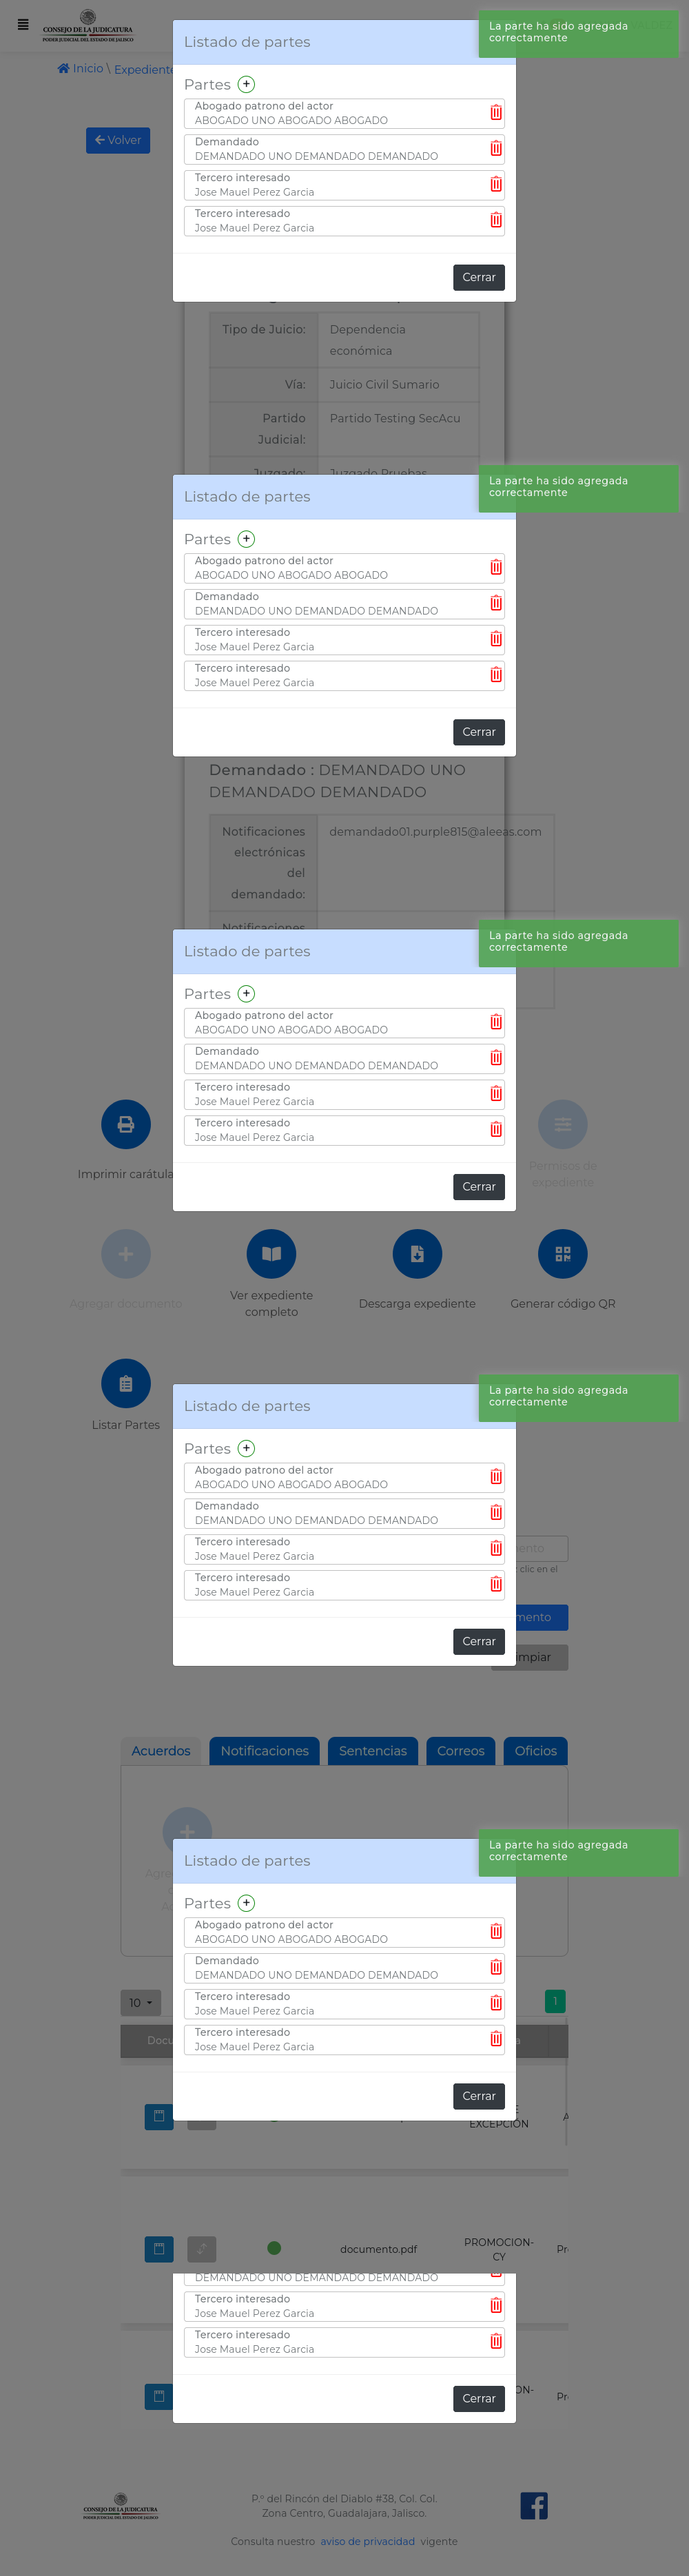 CONSEJO DE LA JUDICATURA
PODER JUDICIAL DEL ESTADO DE JALISCO
Inicio \ Expediente
Volver
Listado de partes
La parte ha sido agregada
correctamente
Partes +
Abogado patrono del actor
ABOGADO UNO ABOGADO ABOGADO
Demandado
DEMANDADO UNO DEMANDADO DEMANDADO
Tercero interesado
Jose Mauel Perez Garcia
Tercero interesado
Jose Mauel Perez Garcia
Cerrar
Tipo de Juicio: Dependencia
económica
Vía: Juicio Civil Sumario
Partido Partido Testing SecAcu
Judicial:
Juzgado: Juzgado Pruebas
Listado de partes
La parte ha sido agregada
correctamente
Partes +
Abogado patrono del actor
ABOGADO UNO ABOGADO ABOGADO
Demandado
DEMANDADO UNO DEMANDADO DEMANDADO
Tercero interesado
Jose Mauel Perez Garcia
Tercero interesado
Jose Mauel Perez Garcia
Cerrar
Demandado : DEMANDADO UNO
DEMANDADO DEMANDADO
Notificaciones demandado01.purple815@aleeas.com
electrónicas
del
demandado:
Notificaciones
Listado de partes
La parte ha sido agregada
correctamente
Partes +
Abogado patrono del actor
ABOGADO UNO ABOGADO ABOGADO
Demandado
DEMANDADO UNO DEMANDADO DEMANDADO
Tercero interesado
Jose Mauel Perez Garcia
Tercero interesado
Jose Mauel Perez Garcia
Cerrar
Imprimir carátula
Permisos de
expediente
Agregar documento
Ver expediente
completo
Descarga expediente
Generar código QR
Listar Partes
Listado de partes
La parte ha sido agregada
correctamente
Partes +
Abogado patrono del actor
ABOGADO UNO ABOGADO ABOGADO
Demandado
DEMANDADO UNO DEMANDADO DEMANDADO
Tercero interesado
Jose Mauel Perez Garcia
Tercero interesado
Jose Mauel Perez Garcia
Cerrar
clic en el
Acuerdos Notificaciones Sentencias Correos Oficios
Listado de partes
La parte ha sido agregada
correctamente
Partes +
Abogado patrono del actor
ABOGADO UNO ABOGADO ABOGADO
Demandado
DEMANDADO UNO DEMANDADO DEMANDADO
Tercero interesado
Jose Mauel Perez Garcia
Tercero interesado
Jose Mauel Perez Garcia
Cerrar
10
1
EXCEPCIÓN
documento.pdf
PROMOCION-
CY
DEMANDADO UNO DEMANDADO DEMANDADO
Tercero interesado
Jose Mauel Perez Garcia
Tercero interesado
Jose Mauel Perez Garcia
Cerrar
CONSEJO DE LA JUDICATURA
PODER JUDICIAL DEL ESTADO DE JALISCO
P.º del Rincón del Diablo #38, Col. Col.
Zona Centro, Guadalajara, Jalisco.
Consulta nuestro aviso de privacidad vigente